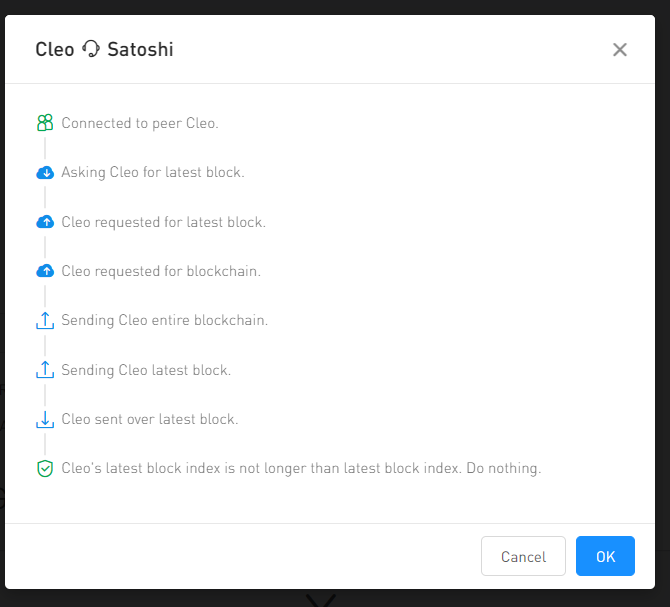 Cleo Satoshi
Connected to peer Cleo.
Asking Cleo for latest block.
Cleo requested for latest block.
Cleo requested for blockchain.
Sending Cleo entire blockchain.
Sending Cleo latest block.
Cleo sent over latest block.
Cleo's latest block index is not longer than latest block index. Do nothing.
Cancel OK